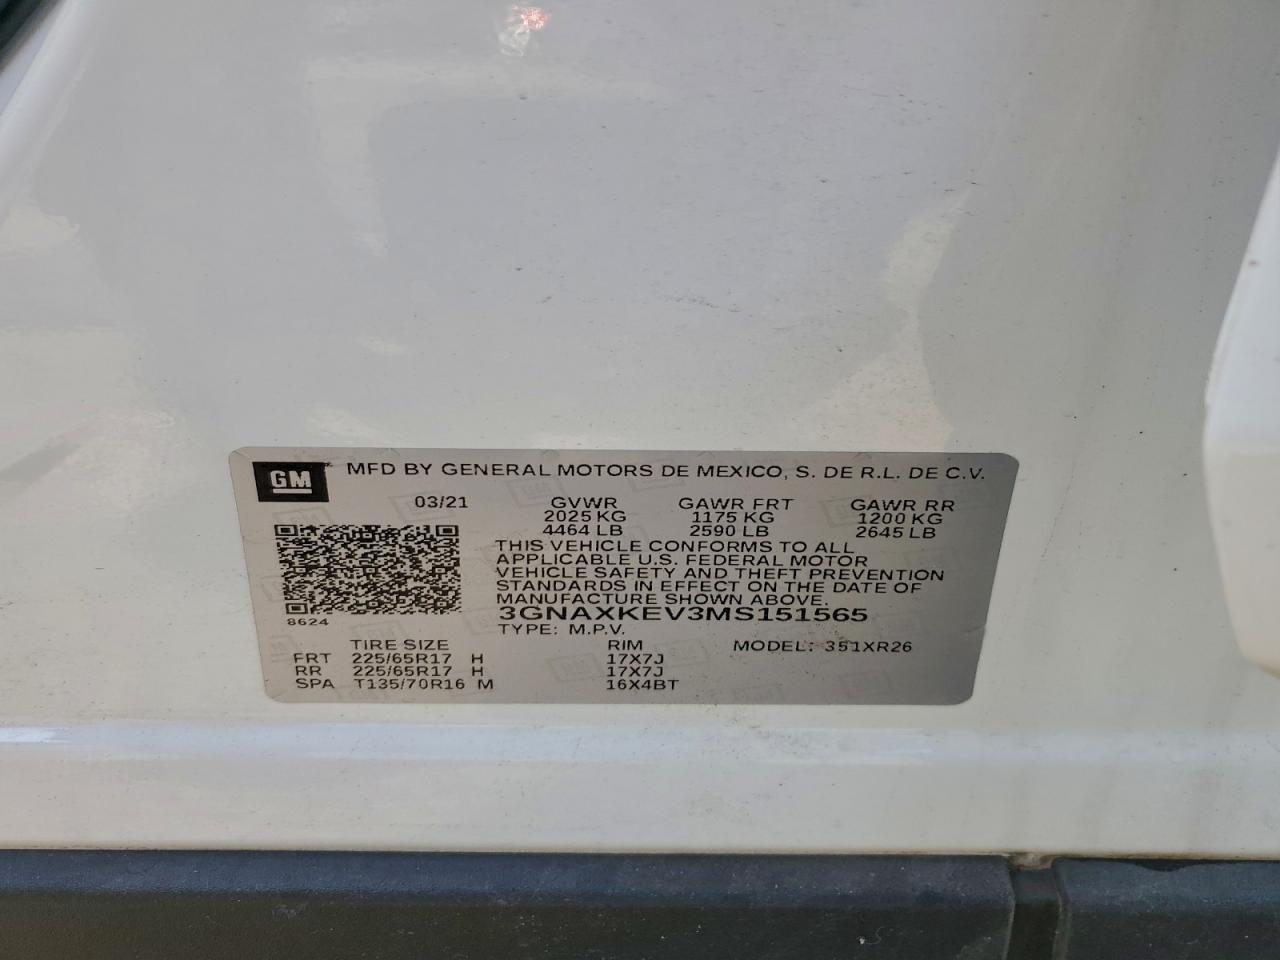 GM MFD BY GENERAL MOTORS DE MEXICO, S. DE R.L. DE C.V.
03/21 GVWR GAWR FRT GAWR RR
2025 KG 1175 KG 1200 KG
4464 LB 2590 LB 2645 LB
THIS VEHICLE CONFORMS TO ALL
APPLICABLE U.S. FEDERAL MOTOR
VEHICLE SAFETY AND THEFT PREVENTION
STANDARDS IN EFFECT ON THE DATE OF
MANUFACTURE SHOWN ABOVE.
3GNAXKEV3MS151565
8624
TYPE: M.P.V.
TIRE SIZE RIM MODEL: 351XR26
FRT 225/65R17 H 17X7J
RR 225/65R17 H 17X7J
SPA T135/70R16 M 16X4BT